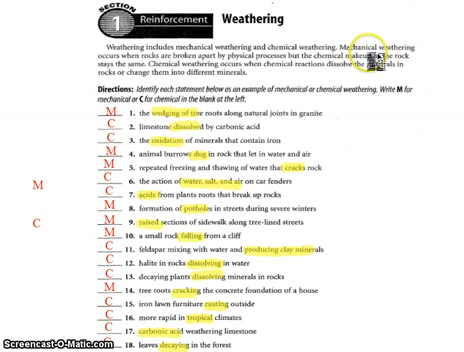 SECTION
1 Reinforcement Weathering
Weathering includes mechanical weathering and chemical weathering. Mechanical weathering
occurs when rocks are broken apart by physical processes but the chemical makeup of the rock
stays the same. Chemical weathering occurs when chemical reactions dissolve the minerals in
rocks or change them into different minerals.
Directions: Identify each statement below as an example of mechanical or chemical weathering. Write M for
mechanical or C for chemical in the blank at the left.
M 1. the wedging of tree roots along natural joints in granite
C 2. limestone dissolved by carbonic acid
C 3. the oxidation of minerals that contain iron
M 4. animal burrows dug in rock that let in water and air
M 5. repeated freezing and thawing of water that cracks rock
C 6. the action of water, salt, and air on car fenders
M
C 7. acids from plants roots that break up rocks
M 8. formation of potholes in streets during severe winters
C
M 9. raised sections of sidewalk along tree-lined streets
M 10. a small rock falling from a cliff
C 11. feldspar mixing with water and producing clay minerals
C 12. halite in rocks dissolving in water
C 13. decaying plants dissolving minerals in rocks
M 14. tree roots cracking the concrete foundation of a house
C 15. iron lawn furniture rusting outside
C 16. more rapid in tropical climates
C 17. carbonic acid weathering limestone
C 18. leaves decaying in the forest
Screencast-O-Matic.com